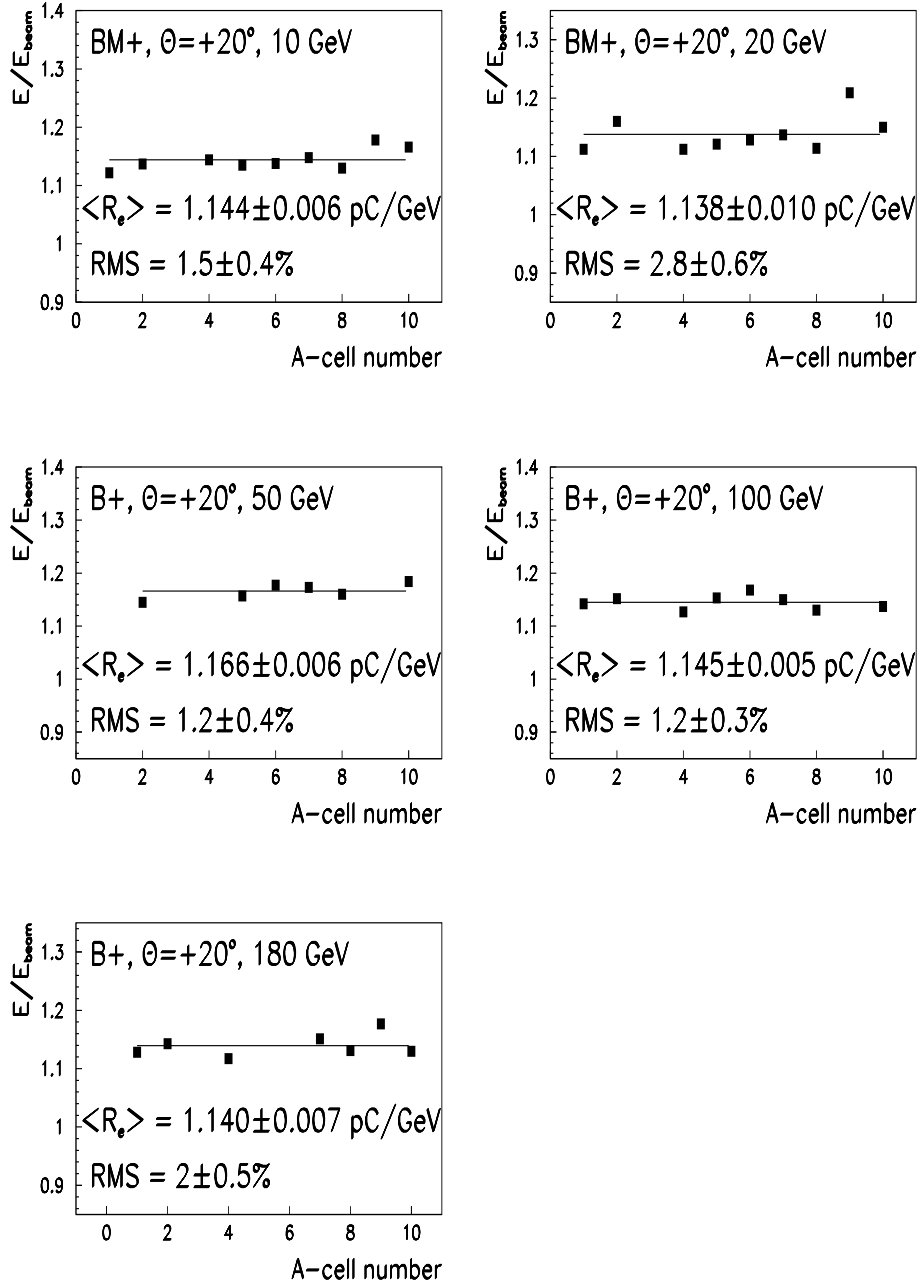 E/E_beam
1.4
1.3
1.2
1.1
1
0.9
BM+, Θ=+20°, 10 GeV
<R_e> = 1.144±0.006 pC/GeV
RMS = 1.5±0.4%
0 2 4 6 8 10
A-cell number
E/E_beam
1.3
1.2
1.1
1
0.9
BM+, Θ=+20°, 20 GeV
<R_e> = 1.138±0.010 pC/GeV
RMS = 2.8±0.6%
0 2 4 6 8 10
A-cell number
E/E_beam
1.4
1.3
1.2
1.1
1
0.9
B+, Θ=+20°, 50 GeV
<R_e> = 1.166±0.006 pC/GeV
RMS = 1.2±0.4%
0 2 4 6 8 10
A-cell number
E/E_beam
1.4
1.3
1.2
1.1
1
0.9
B+, Θ=+20°, 100 GeV
<R_e> = 1.145±0.005 pC/GeV
RMS = 1.2±0.3%
0 2 4 6 8 10
A-cell number
E/E_beam
1.3
1.2
1.1
1
0.9
B+, Θ=+20°, 180 GeV
<R_e> = 1.140±0.007 pC/GeV
RMS = 2±0.5%
0 2 4 6 8 10
A-cell number